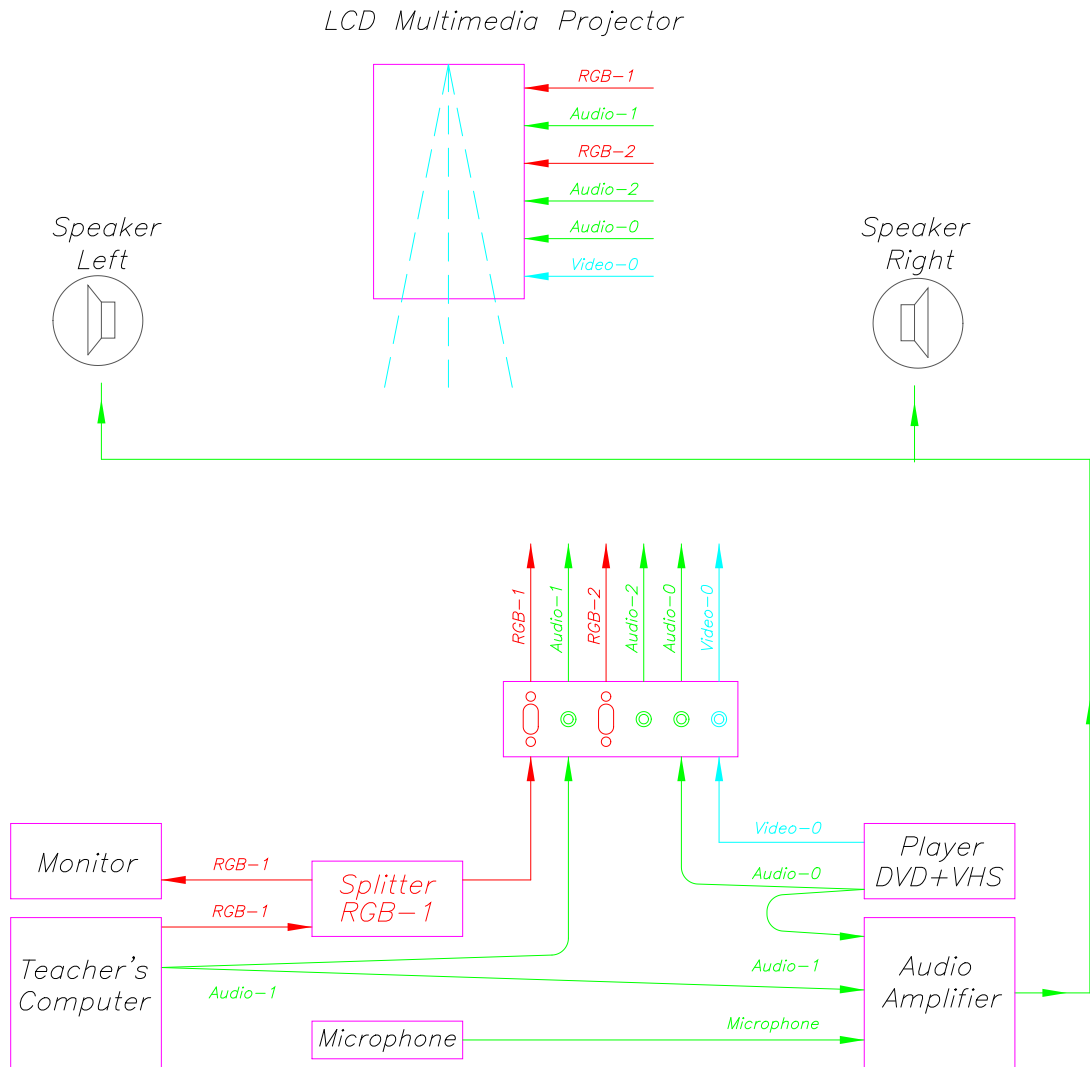 LCD Multimedia Projector
RGB-1
Audio-1
RGB-2
Audio-2
Audio-0
Video-0
Speaker
Left
Speaker
Right
RGB-1
Audio-1
RGB-2
Audio-2
Audio-0
Video-0
Monitor
RGB-1
RGB-1
Splitter
RGB-1
Video-0
Audio-0
Player
DVD+VHS
Teacher's
Computer
Audio-1
Audio-1
Audio
Amplifier
Microphone
Microphone